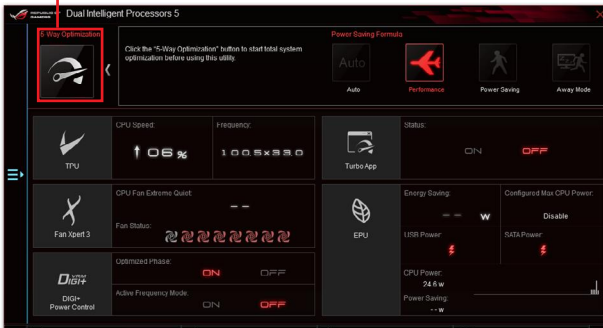 REPUBLIC OF GAMERS
Dual Intelligent Processors 5
5-Way Optimization
Click the "5-Way Optimization" button to start total system
optimization before using this utility.
Power Saving Formula
Auto
Auto
Performance
Power Saving
Away Mode
TPU
CPU Speed:
06 %
Frequency:
100.5x33.0
Turbo App
Status:
ON OFF
Fan Xpert 3
CPU Fan Extreme Quiet:
--
Fan Status:
EPU
Energy Saving:
-- w
Configured Max CPU Power:
Disable
USB Power:
SATA Power:
CPU Power:
24.6 w
Power Saving:
-- w
DIGI+ VRM
DIGI+
Power Control
Optimized Phase:
ON OFF
Active Frequency Mode:
ON OFF